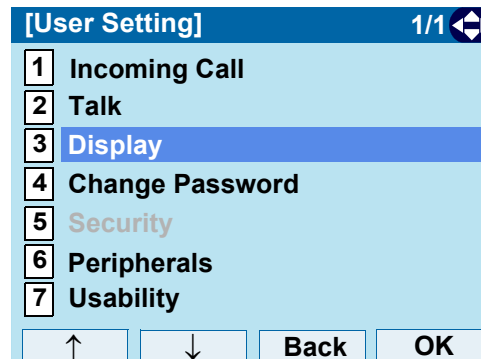 [User Setting] 1/1
1 Incoming Call
2 Talk
3 Display
4 Change Password
5 Security
6 Peripherals
7 Usability
↑ ↓ Back OK